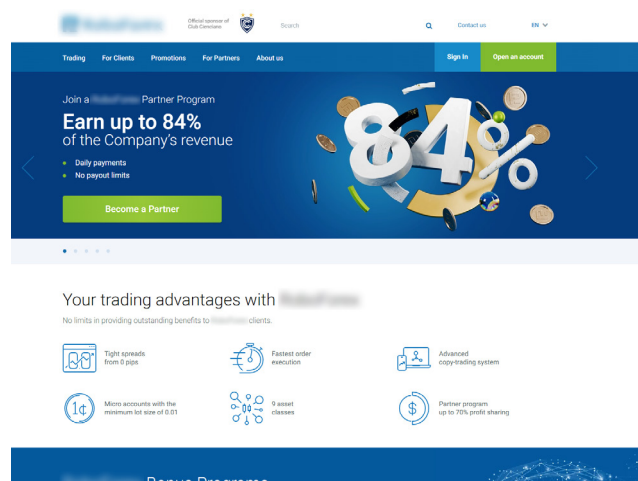 Official sponsor of
Club Cienciano
Search
Contact us
EN
Trading
For Clients
Promotions
For Partners
About us
Sign In
Open an account
Join a Partner Program
Earn up to 84%
of the Company's revenue
Daily payments
No payout limits
Become a Partner
84%
Your trading advantages with
No limits in providing outstanding benefits to clients.
Tight spreads
from 0 pips
Fastest order
execution
Advanced
copy-trading system
1¢
Micro accounts with the
minimum lot size of 0.01
9 asset
classes
$
Partner program
up to 70% profit sharing
Bonus Programs